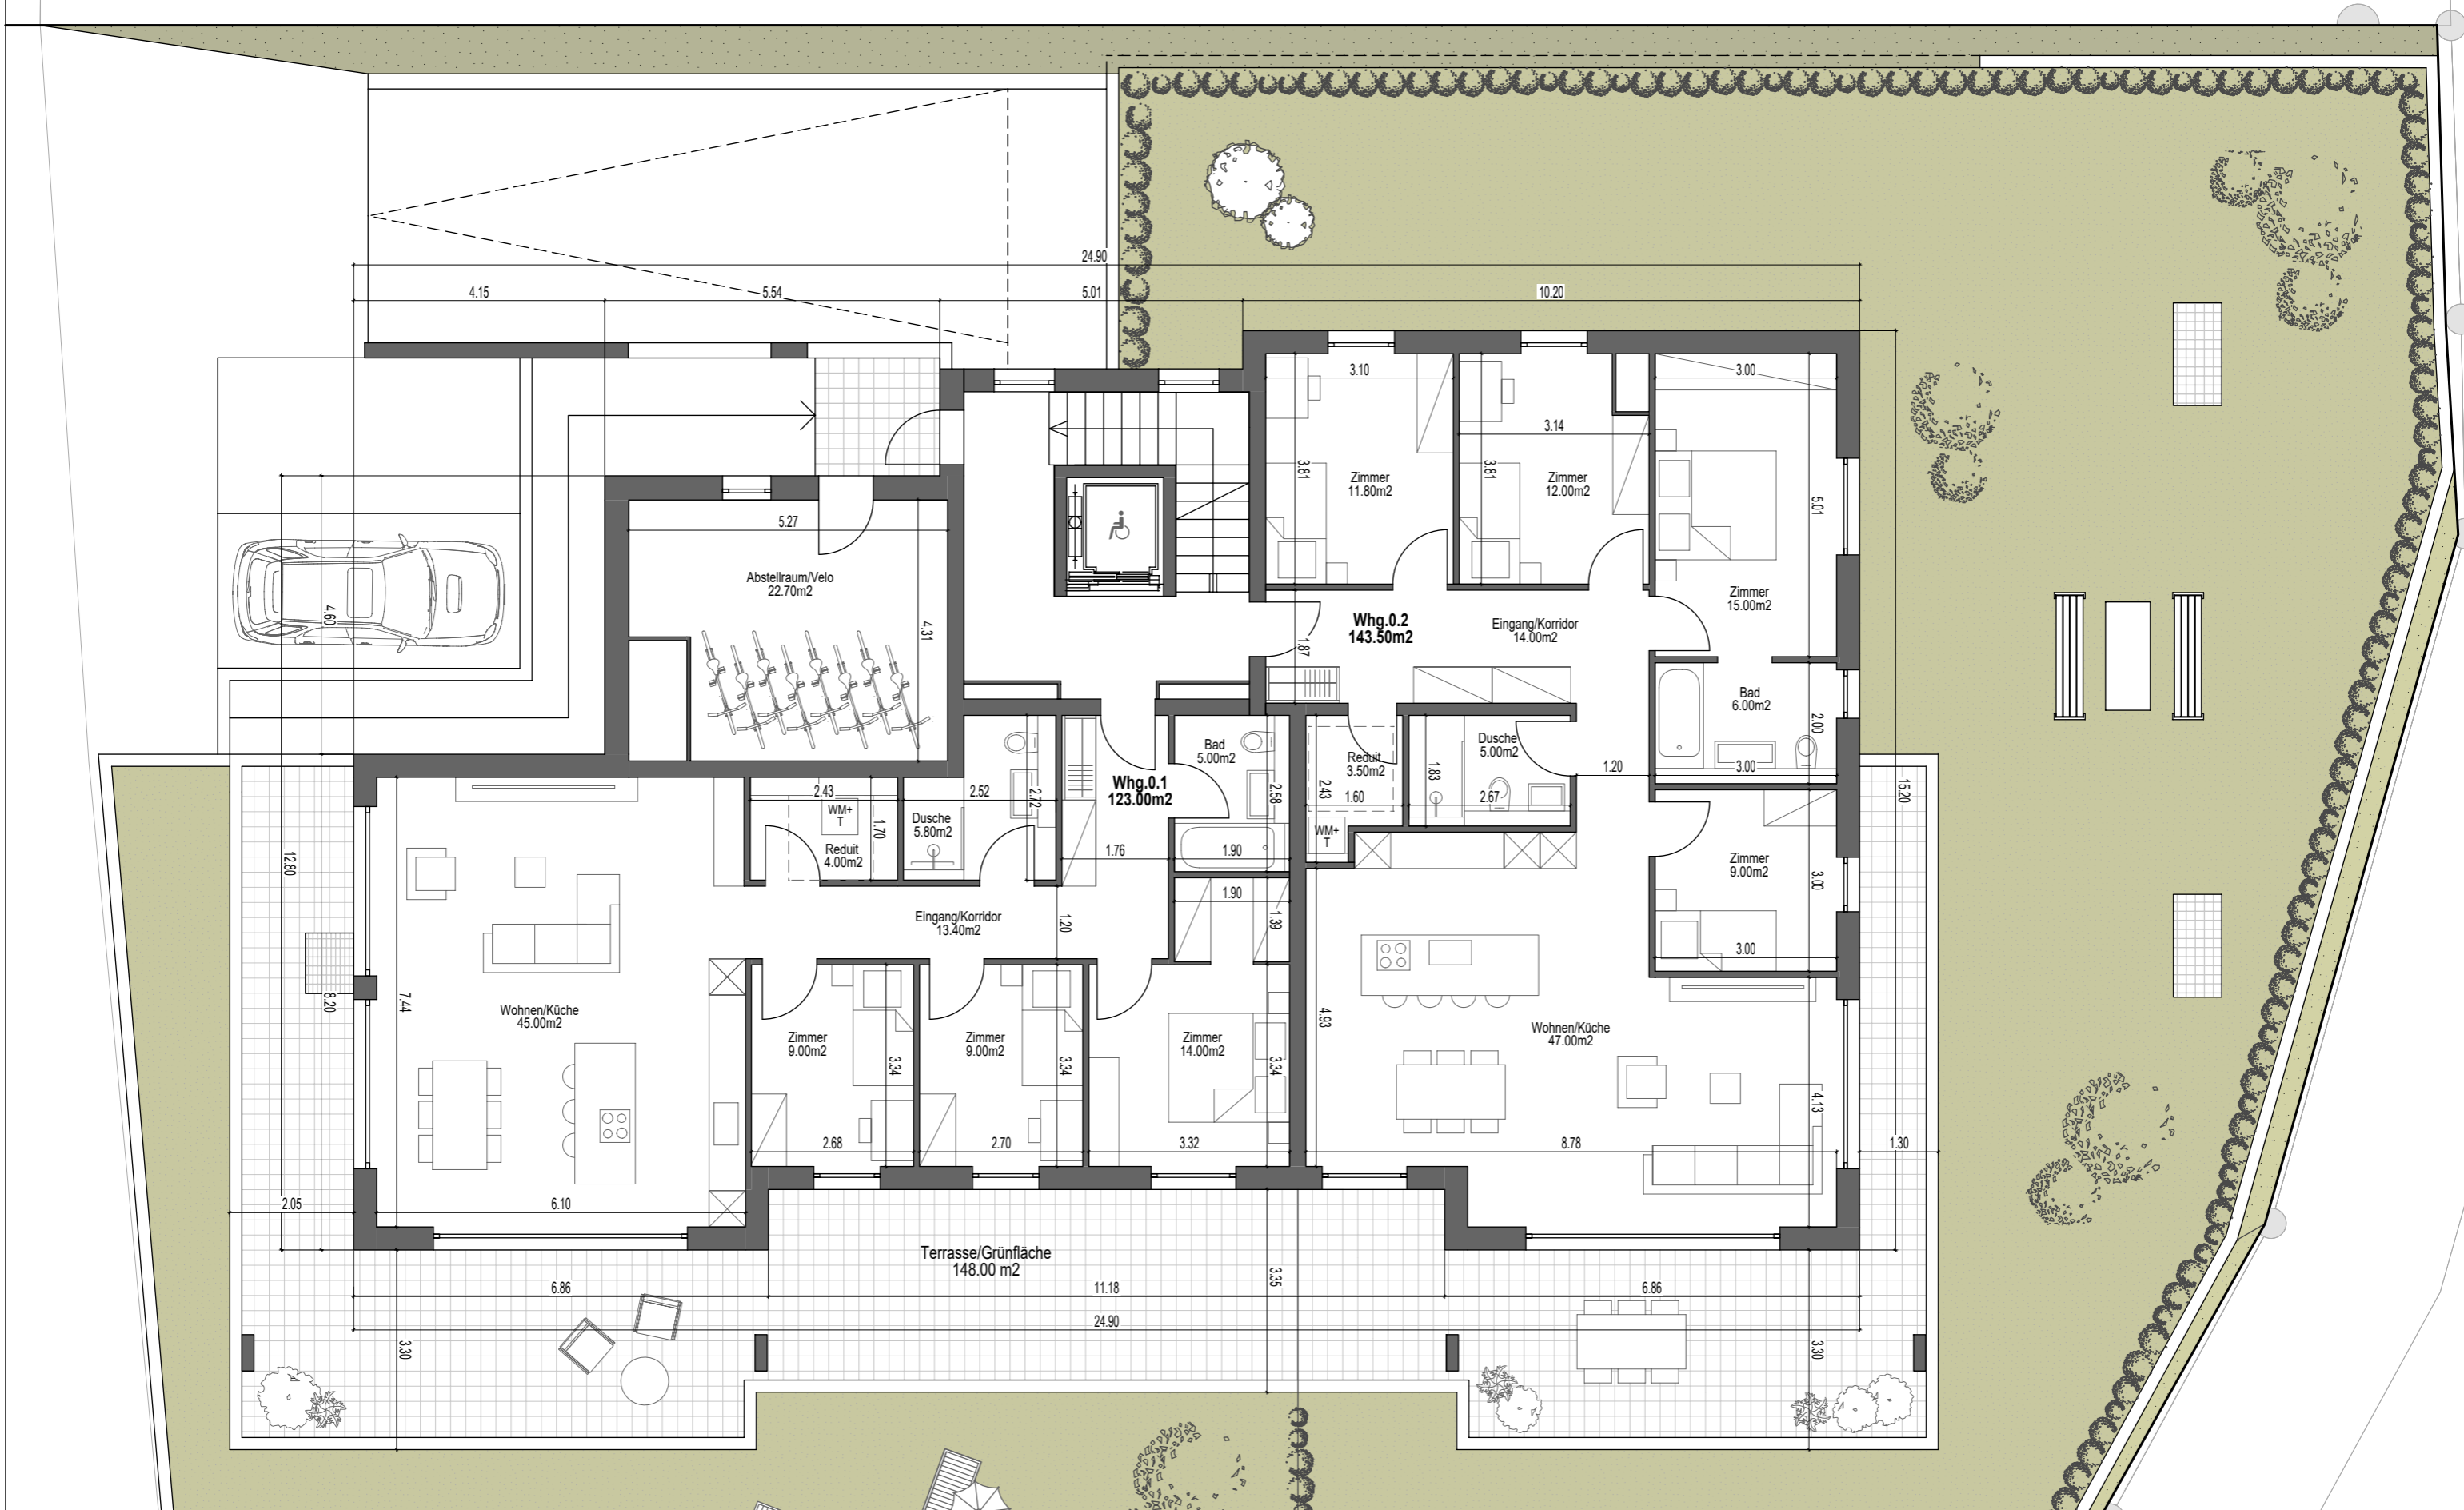 24.90
4.15
5.54
5.01
10.20
3.10
3.00
3.14
3.81
3.81
Zimmer
11.80m2
Zimmer
12.00m2
5.01
5.27
Abstellraum/Velo
22.70m2
4.60
4.31
Zimmer
15.00m2
Whg.0.2
143.50m2
Eingang/Korridor
14.00m2
1.87
Bad
6.00m2
2.00
3.00
Bad
5.00m2
2.58
Reduit
3.50m2
2.43
1.60
WM+
T
Dusche
5.00m2
1.83
2.67
1.20
15.20
Whg.0.1
123.00m2
2.43
WM+
T
1.70
Reduit
4.00m2
2.52
2.72
Dusche
5.80m2
1.76
1.90
1.90
1.39
12.80
Zimmer
9.00m2
3.00
3.00
Eingang/Korridor
13.40m2
1.20
8.20
7.44
Wohnen/Küche
45.00m2
Zimmer
9.00m2
3.34
Zimmer
9.00m2
3.34
Zimmer
14.00m2
3.34
4.93
Wohnen/Küche
47.00m2
4.13
2.68
2.70
3.32
8.78
1.30
2.05
6.10
Terrasse/Grünfläche
148.00 m2
3.35
6.86
11.18
6.86
24.90
3.30
3.30